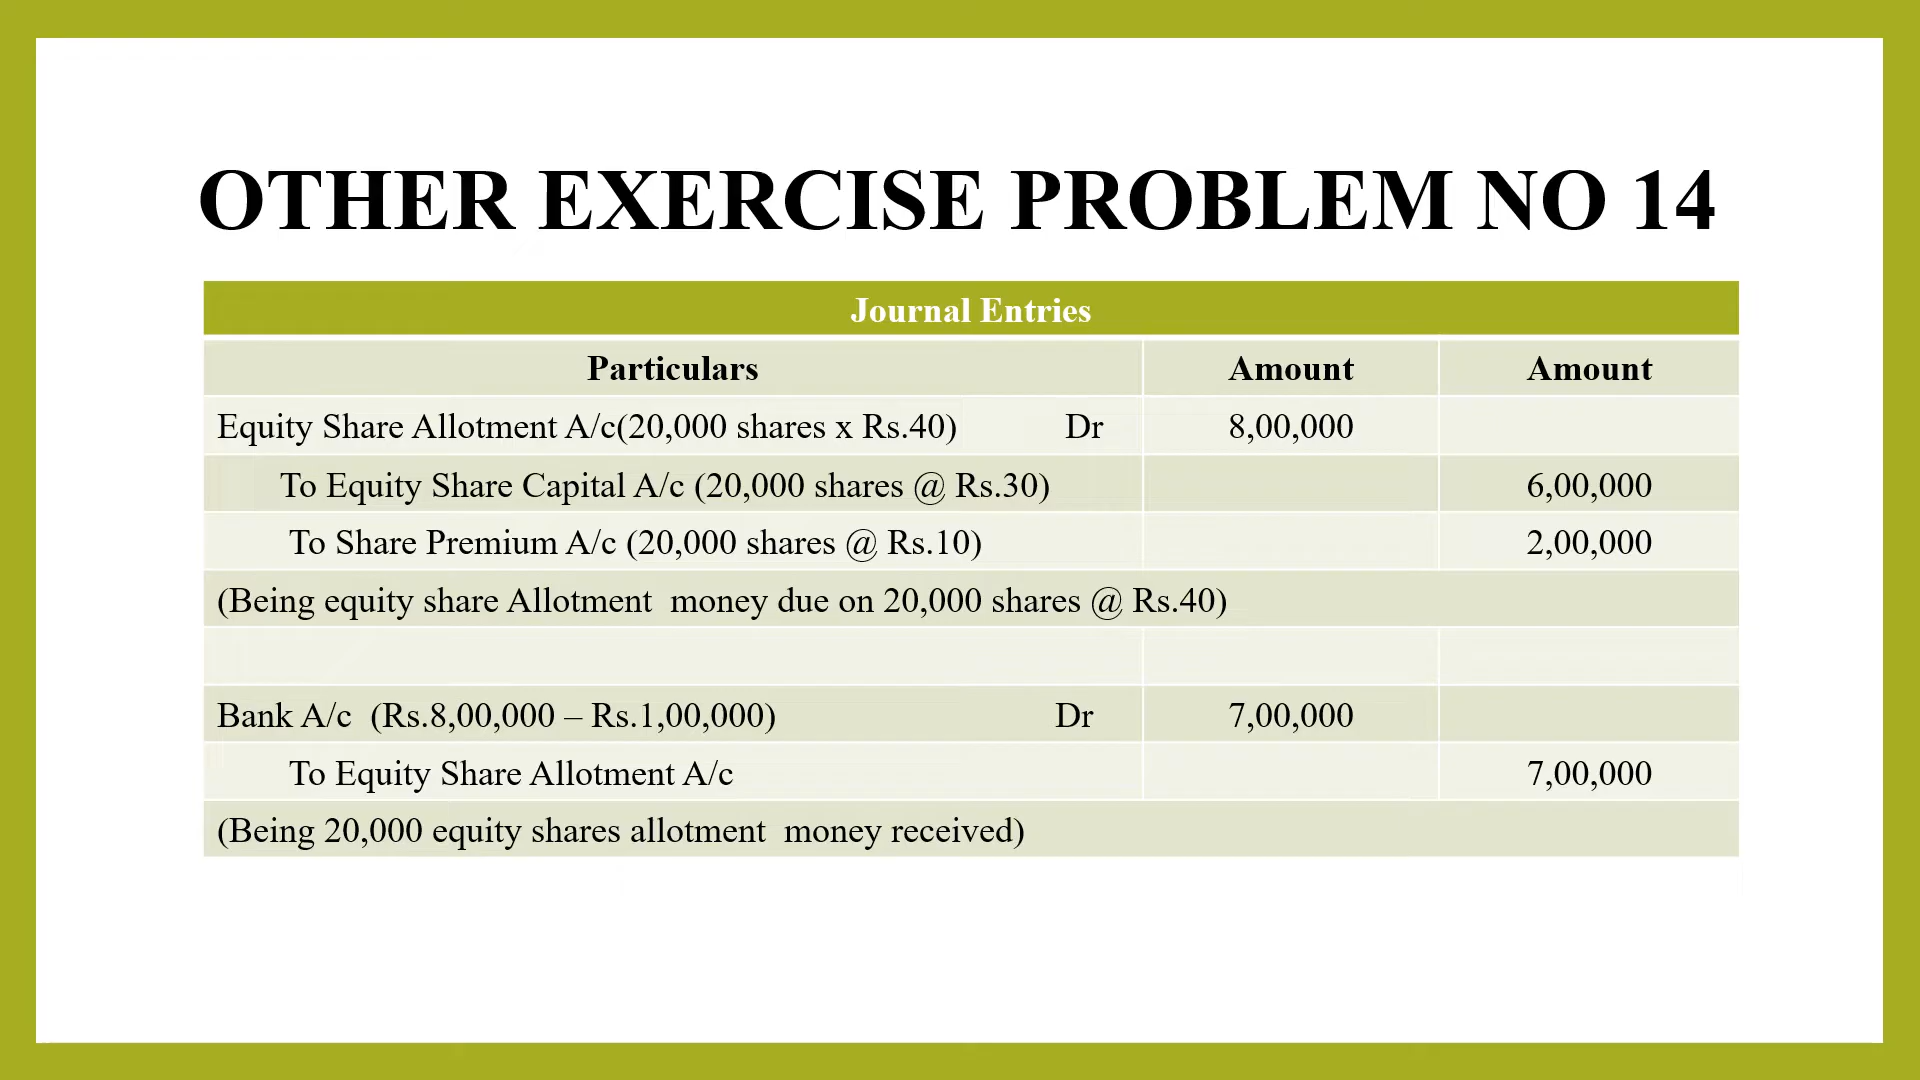 OTHER EXERCISE PROBLEM NO 14
Journal Entries
Particulars Amount Amount
Equity Share Allotment A/c(20,000 shares x Rs.40) Dr 8,00,000
To Equity Share Capital A/c (20,000 shares @ Rs.30) 6,00,000
To Share Premium A/c (20,000 shares @ Rs.10) 2,00,000
(Being equity share Allotment money due on 20,000 shares @ Rs.40)
Bank A/c (Rs.8,00,000 – Rs.1,00,000) Dr 7,00,000
To Equity Share Allotment A/c 7,00,000
(Being 20,000 equity shares allotment money received)